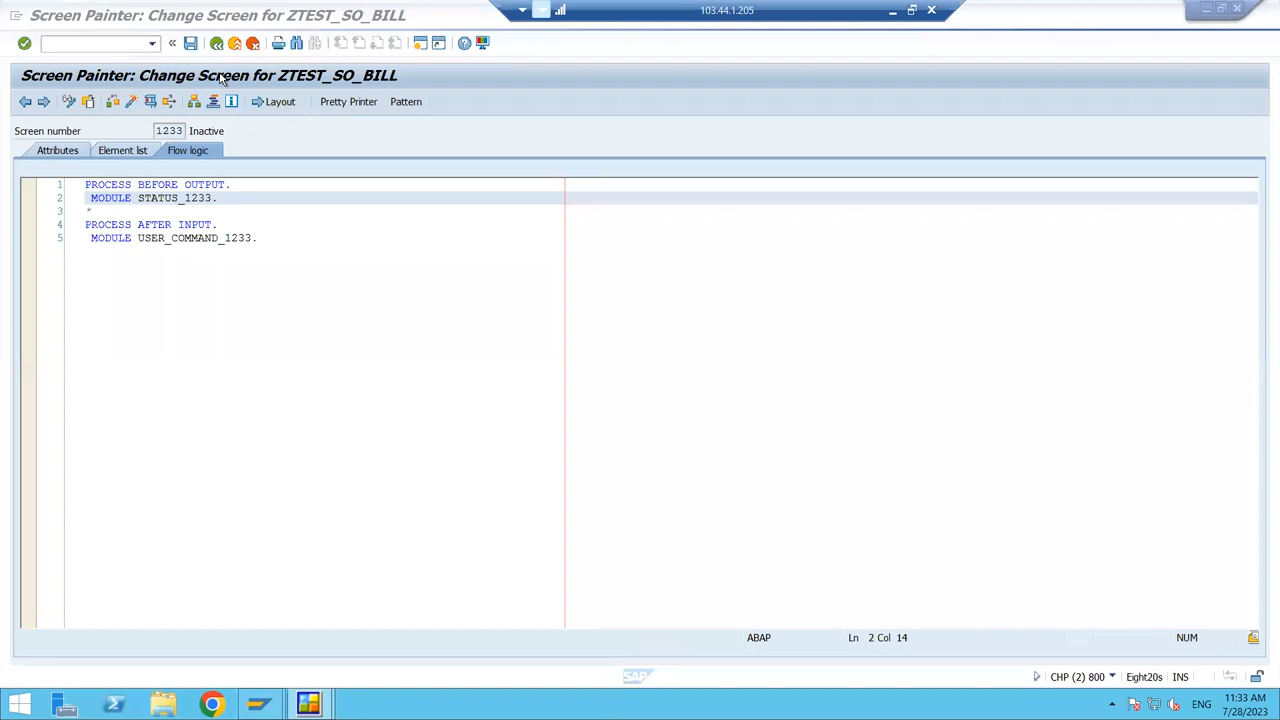 Screen Painter: Change Screen for ZTEST_SO_BILL
103.44.1.205
Screen Painter: Change Screen for ZTEST_SO_BILL
Layout Pretty Printer Pattern
Screen number 1233 Inactive
Attributes Element list Flow logic
1 PROCESS BEFORE OUTPUT.
2 MODULE STATUS_1233.
3 *
4 PROCESS AFTER INPUT.
5 MODULE USER_COMMAND_1233.
ABAP Ln 2 Col 14 NUM
SAP CHP (2) 800 Eight20s INS
ENG 11:33 AM
7/28/2023